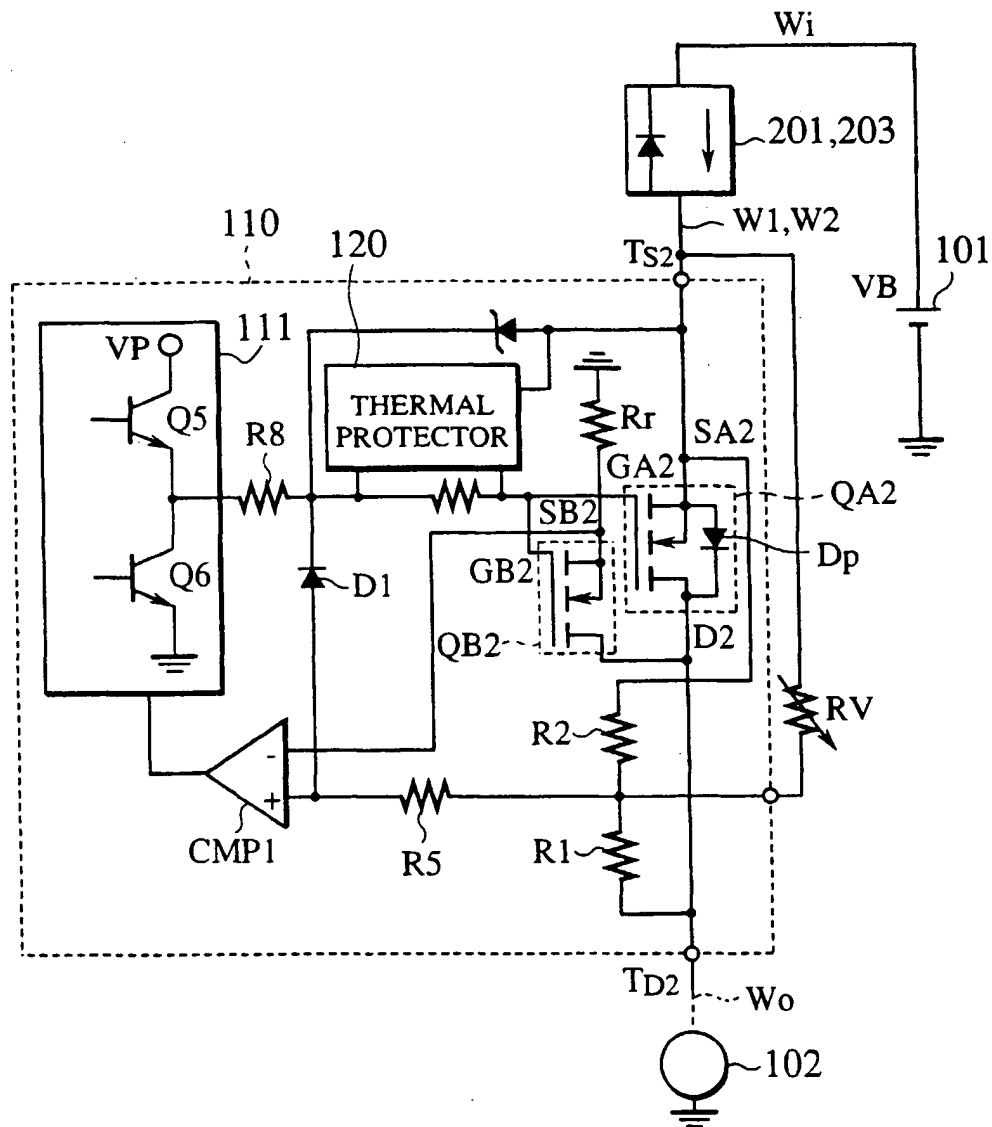 Wi
201,203
W1,W2
110
120
TS2
VB
101
111
VP
Q5
R8
THERMAL
PROTECTOR
Rr
SA2
GA2
QA2
SB2
Dp
Q6
D1
GB2
D2
QB2
R2
RV
-
+
CMP1
R5
R1
TD2
Wo
102